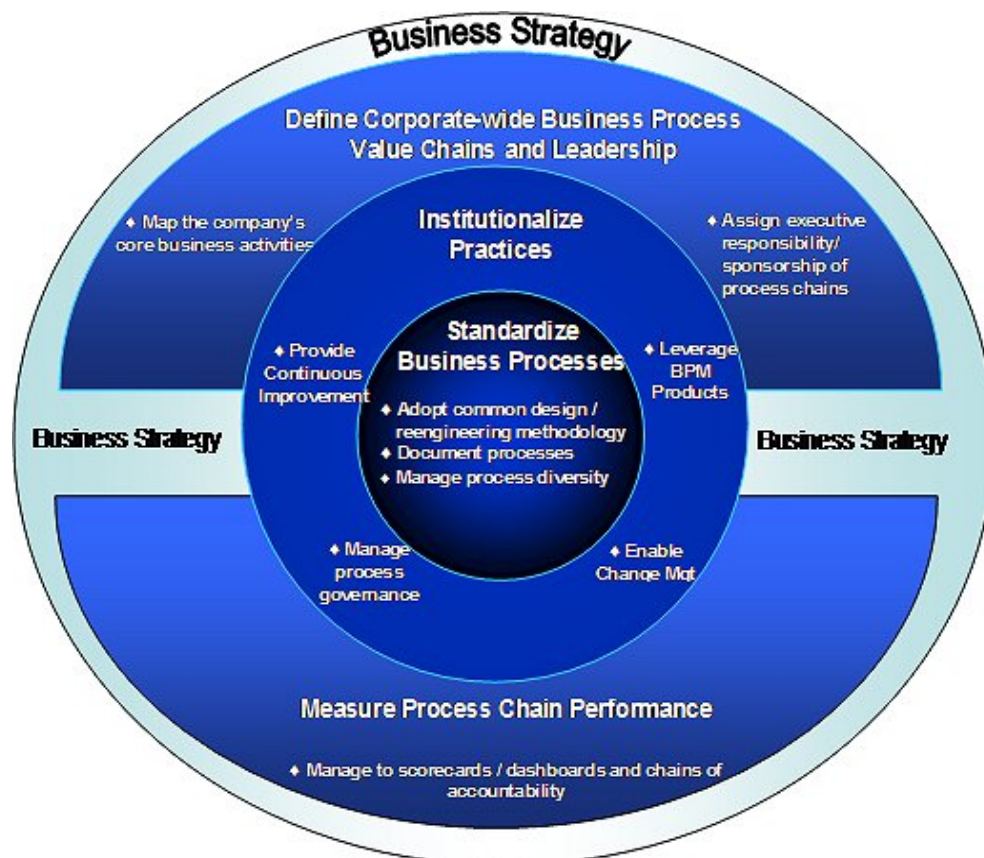 Business Strategy
Define Corporate-wide Business Process
Value Chains and Leadership
♦ Map the company's
core business activities
♦ Assign executive
responsibility/
sponsorship of
process chains
Institutionalize
Practices
♦ Provide
Continuous
Improvement
♦ Leverage
BPM
Products
Standardize
Business Processes
♦ Adopt common design /
reengineering methodology
♦ Document processes
♦ Manage process diversity
Business Strategy
Business Strategy
♦ Manage
process
governance
♦ Enable
Change Mgt
Measure Process Chain Performance
♦ Manage to scorecards / dashboards and chains of
accountability